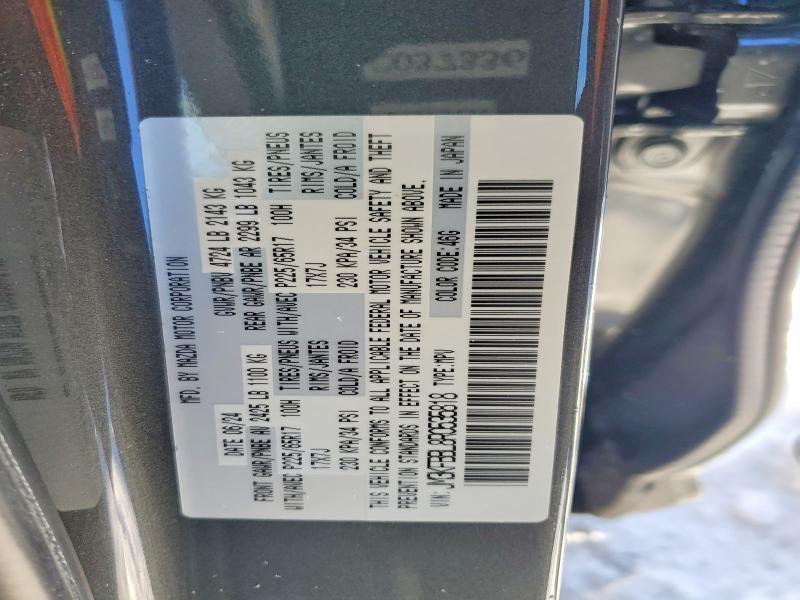 MFD. BY MAZDA MOTOR CORPORATION
DATE 06/24
GUWR/PNBV 4724 LB 2143 KG
FRONT GAWR/PNBE AV 2425 LB 1100 KG
REAR GAWR/PNBE AR 2299 LB 1043 KG
WITH/AVEC P225/65R17 100H TIRES/PNEUS WITH/AVEC P225/65R17 100H TIRES/PNEUS
17X7J RIMS/JANTES 17X7J RIMS/JANTES
230 KPA/34 PSI COLD/A FROID 230 KPA/34 PSI COLD/A FROID
THIS VEHICLE CONFORMS TO ALL APPLICABLE FEDERAL MOTOR VEHICLE SAFETY AND THEFT
PREVENTION STANDARDS IN EFFECT ON THE DATE OF MANUFACTURE SHOWN ABOVE.
VIN: TYPE:MPV COLOR CODE:46G MADE IN JAPAN